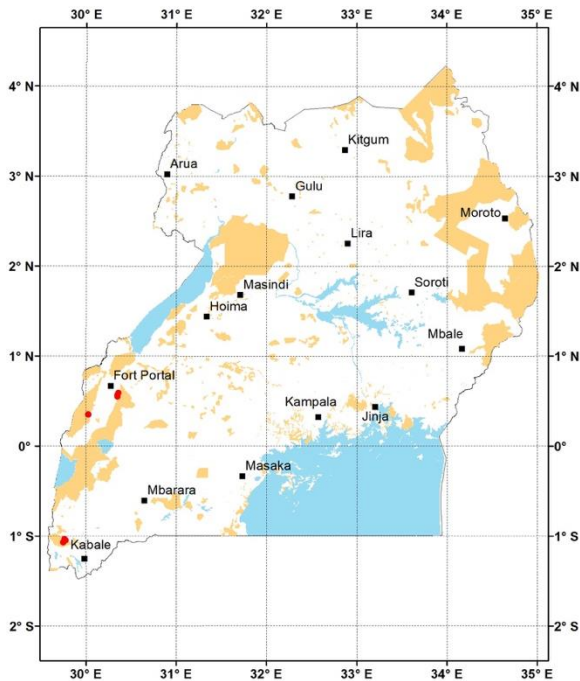 30° E 31° E 32° E 33° E 34° E 35° E
4° N 4° N
Kitgum
Arua
3° N 3° N
Gulu
Moroto
Lira
2° N 2° N
Masindi
Soroti
Hoima
Mbale
1° N 1° N
Fort Portal
Kampala
Jinja
0° 0°
Masaka
Mbarara
1° S 1° S
Kabale
2° S 2° S
30° E 31° E 32° E 33° E 34° E 35° E